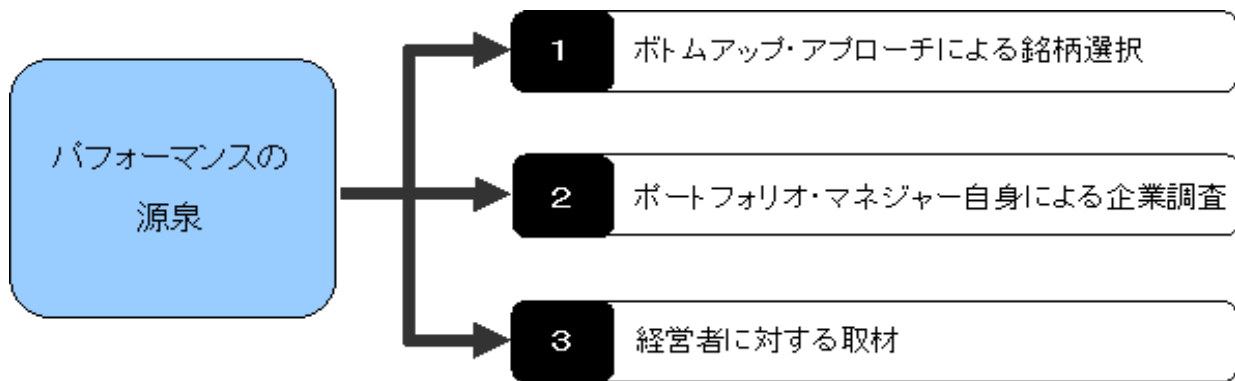 パフォーマンスの
源泉
1 ボトムアップ・アプローチによる銘柄選択
2 ポートフォリオ・マネジャー自身による企業調査
3 経営者に対する取材